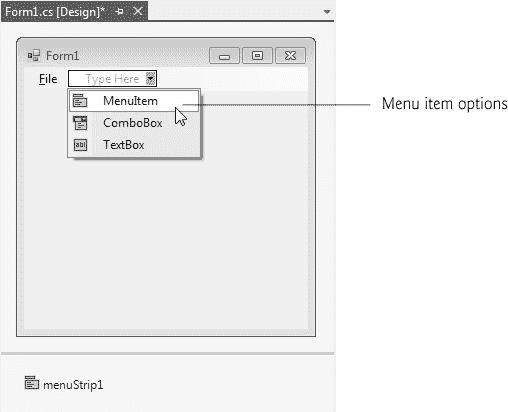 Form1.cs [Design]*
Form1
File Type Here
MenuItem
Menu item options
ComboBox
TextBox
menuStrip1